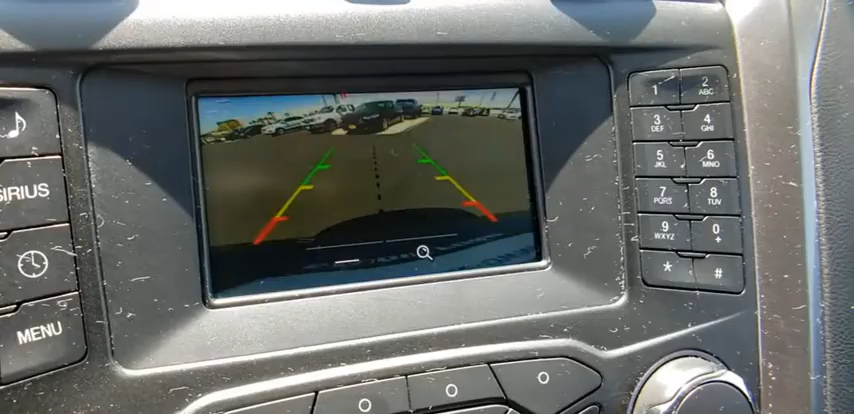 1
2
ABC
3
DEF
4
GHI
5
JKL
6
MNO
SIRIUS
7
PQRS
8
TUV
9
WXYZ
0
+
*
#
MENU